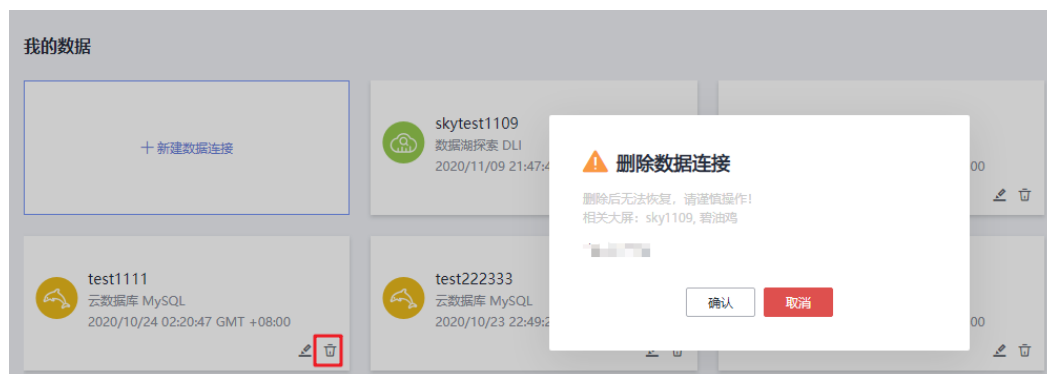 我的数据
+ 新建数据连接
skytest1109
数据湖探索 DLI
2020/11/09 21:47:4
00
test1111
云数据库 MySQL
2020/10/24 02:20:47 GMT +08:00
test222333
云数据库 MySQL
2020/10/23 22:49:2
00
删除数据连接
删除后无法恢复，请谨慎操作！
相关大屏：sky1109, 碧油鸡
确认
取消